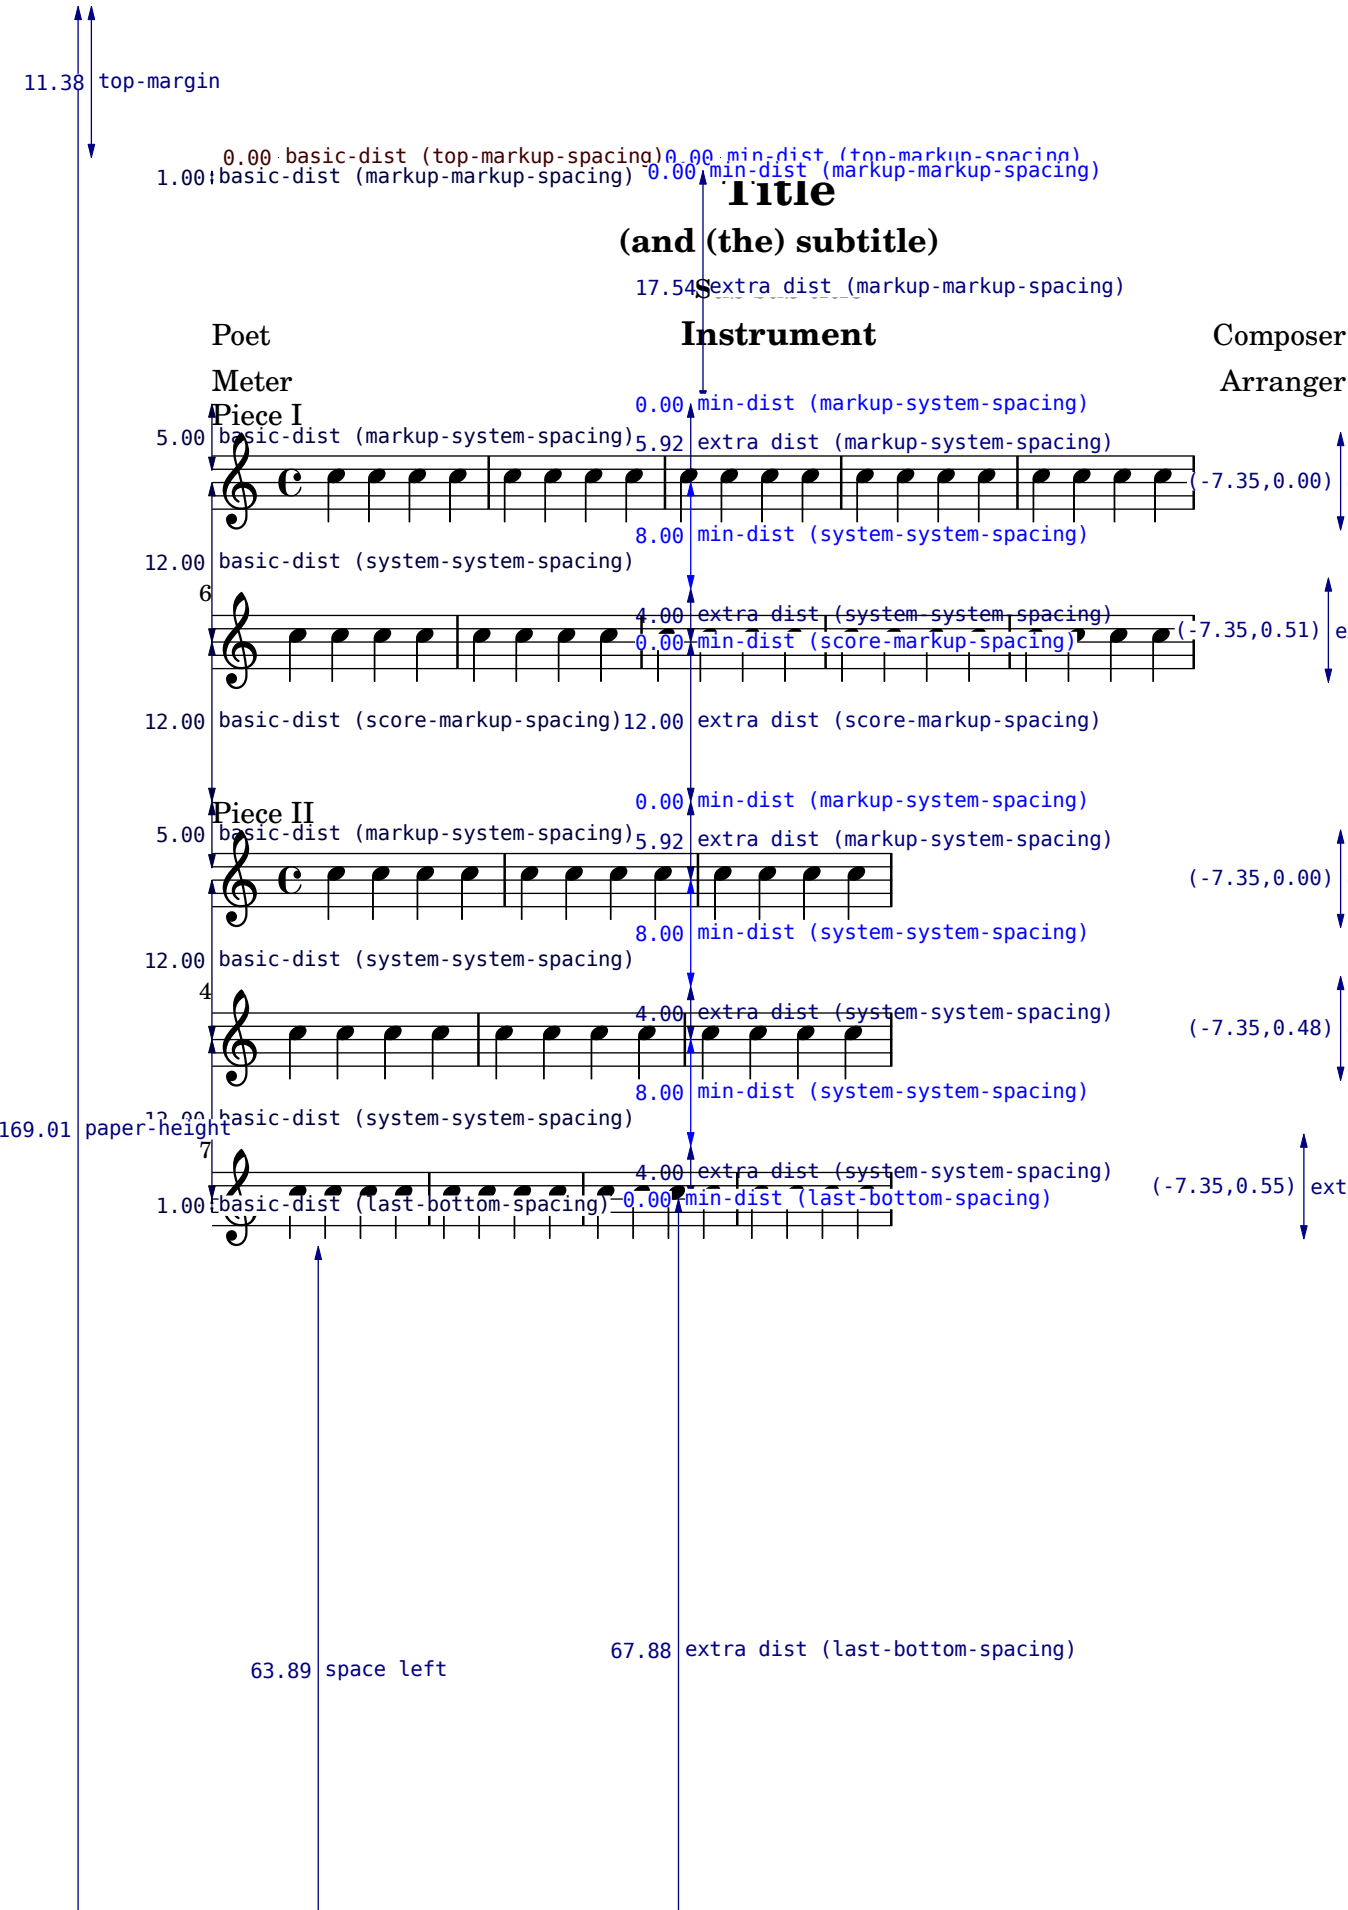 11.38 top-margin
0.00 basic-dist (top-markup-spacing) 0.00 min-dist (top-markup-spacing)
1.00 basic-dist (markup-markup-spacing) 0.00 min-dist (markup-markup-spacing)
Title
(and (the) subtitle)
17.54 extra dist (markup-markup-spacing)
Poet Instrument Composer
Meter Arranger
0.00 min-dist (markup-system-spacing)
Piece I
5.00 basic-dist (markup-system-spacing) 5.92 extra dist (markup-system-spacing)
(-7.35,0.00)
8.00 min-dist (system-system-spacing)
12.00 basic-dist (system-system-spacing)
6
4.00 extra dist (system-system-spacing)
(-7.35,0.51) e
0.00 min-dist (score-markup-spacing)
12.00 basic-dist (score-markup-spacing) 12.00 extra dist (score-markup-spacing)
0.00 min-dist (markup-system-spacing)
Piece II
5.00 basic-dist (markup-system-spacing) 5.92 extra dist (markup-system-spacing)
(-7.35,0.00)
8.00 min-dist (system-system-spacing)
12.00 basic-dist (system-system-spacing)
4
4.00 extra dist (system-system-spacing)
(-7.35,0.48)
8.00 min-dist (system-system-spacing)
12.00 basic-dist (system-system-spacing)
169.01 paper-height
7
4.00 extra dist (system-system-spacing)
(-7.35,0.55) ext
1.00 basic-dist (last-bottom-spacing) 0.00 min-dist (last-bottom-spacing)
67.88 extra dist (last-bottom-spacing)
63.89 space left